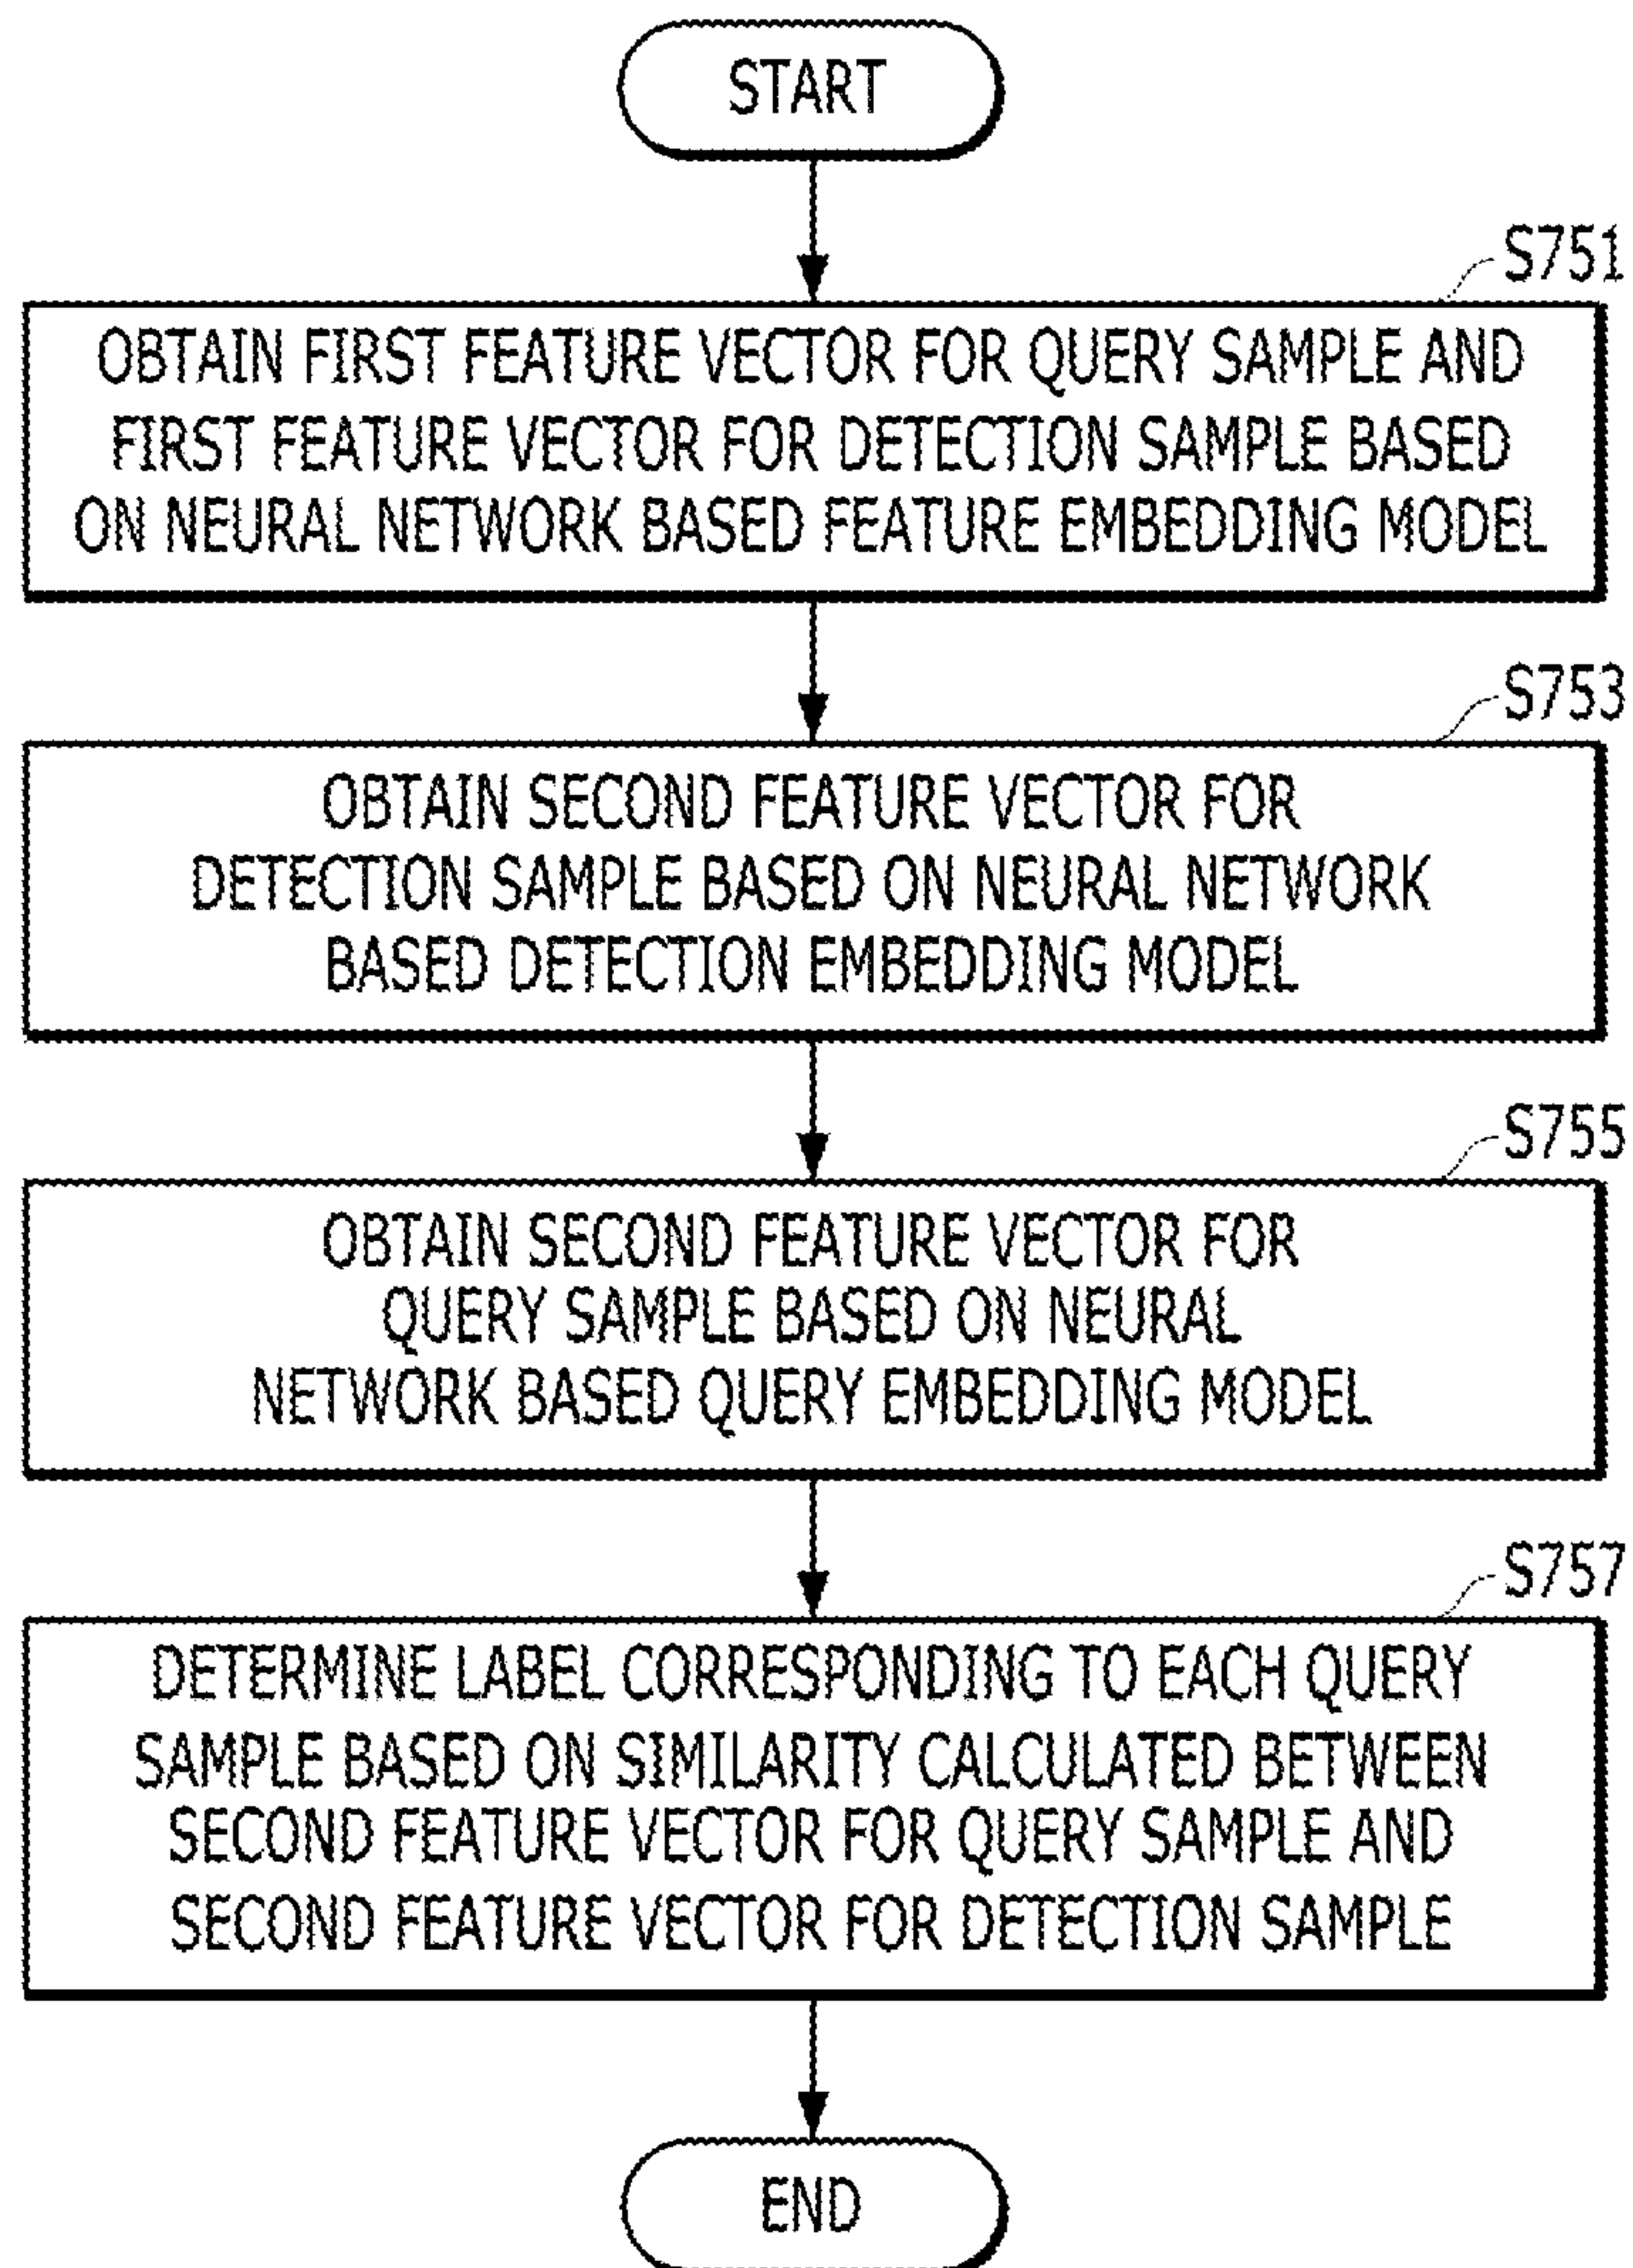 START
S751
OBTAIN FIRST FEATURE VECTOR FOR QUERY SAMPLE AND
FIRST FEATURE VECTOR FOR DETECTION SAMPLE BASED
ON NEURAL NETWORK BASED FEATURE EMBEDDING MODEL
S753
OBTAIN SECOND FEATURE VECTOR FOR
DETECTION SAMPLE BASED ON NEURAL NETWORK
BASED DETECTION EMBEDDING MODEL
S755
OBTAIN SECOND FEATURE VECTOR FOR
QUERY SAMPLE BASED ON NEURAL
NETWORK BASED QUERY EMBEDDING MODEL
S757
DETERMINE LABEL CORRESPONDING TO EACH QUERY
SAMPLE BASED ON SIMILARITY CALCULATED BETWEEN
SECOND FEATURE VECTOR FOR QUERY SAMPLE AND
SECOND FEATURE VECTOR FOR DETECTION SAMPLE
END